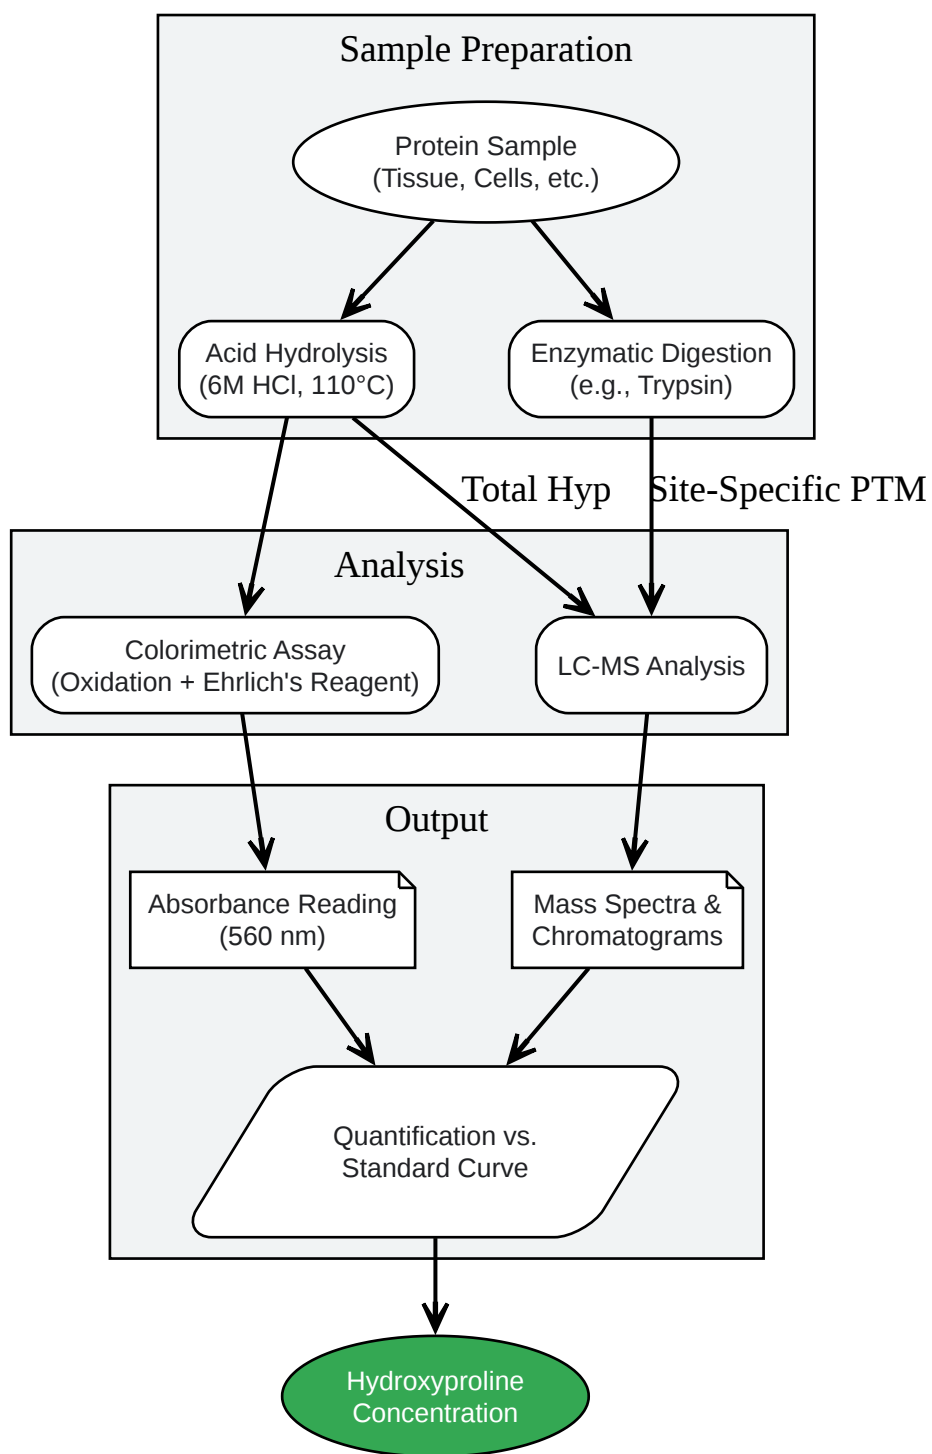 Sample Preparation
Protein Sample
(Tissue, Cells, etc.)
Acid Hydrolysis
(6M HCl, 110°C)
Enzymatic Digestion
(e.g., Trypsin)
Total Hyp
Site-Specific PTM
Analysis
Colorimetric Assay
(Oxidation + Ehrlich's Reagent)
LC-MS Analysis
Output
Absorbance Reading
(560 nm)
Mass Spectra &
Chromatograms
Quantification vs.
Standard Curve
Hydroxyproline
Concentration